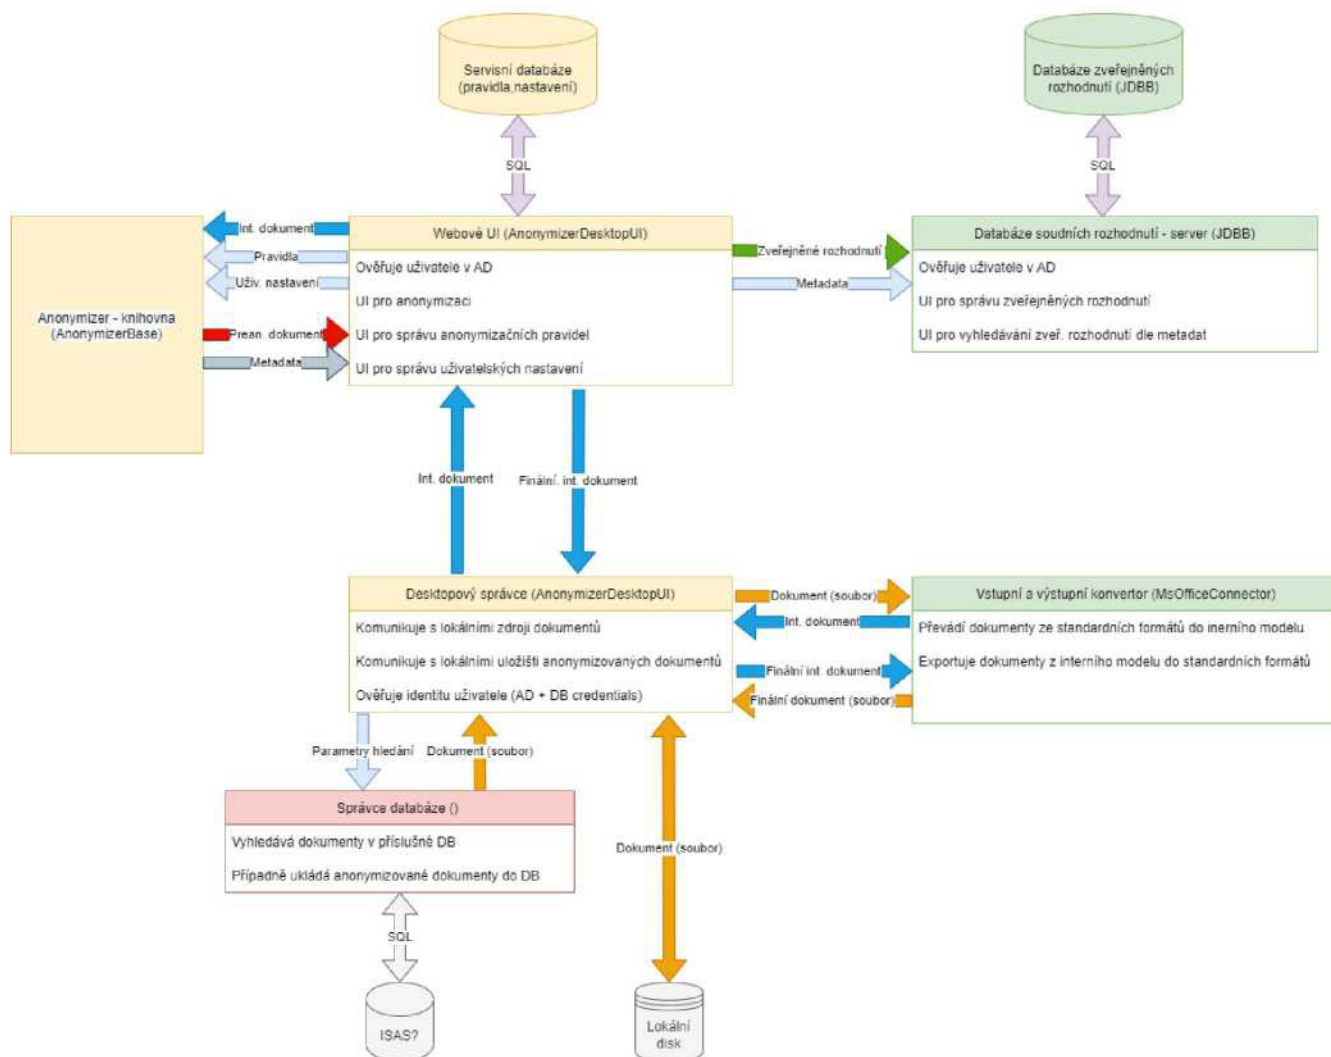 Servisní databáze
(pravidla,nastavení)
Databáze zveřejněných
rozhodnutí (JDBB)
SQL
SQL
Int. dokument
Pravidla
Uživ. nastavení
Anonymizer - knihovna
(AnonymizerBase)
Prean. dokument
Metadata
Webové UI (AnonymizerDesktopUI)
Ověřuje uživatele v AD
UI pro anonymizaci
UI pro správu anonymizačních pravidel
UI pro správu uživatelských nastavení
Zveřejněné rozhodnutí
Metadata
Databáze soudních rozhodnutí - server (JDBB)
Ověřuje uživatele v AD
UI pro správu zveřejněných rozhodnutí
UI pro vyhledávání zveř. rozhodnutí dle metadat
Int. dokument
Finální. int. dokument
Desktopový správce (AnonymizerDesktopUI)
Komunikuje s lokálními zdroji dokumentů
Komunikuje s lokálními uložišti anonymizovaných dokumentů
Ověřuje identitu uživatele (AD + DB credentials)
Dokument (soubor)
Int. dokument
Finální int. dokument
Finální dokument (soubor)
Vstupní a výstupní konvertor (MsOfficeConnector)
Převádí dokumenty ze standardních formátů do inerního modelu
Exportuje dokumenty z interního modelu do standardních formátů
Parametry hledání
Dokument (soubor)
Správce databáze ()
Vyhledává dokumenty v příslušné DB
Případně ukládá anonymizované dokumenty do DB
Dokument (soubor)
SQL
ISAS?
Lokální
disk